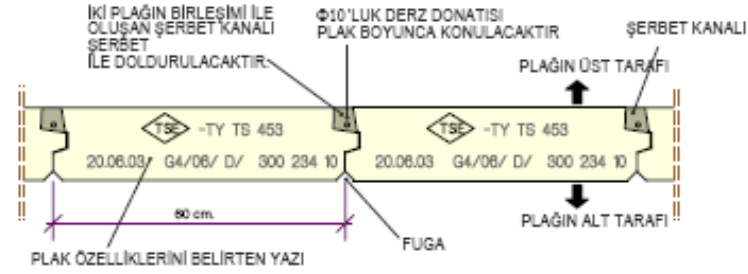 İKİ PLAĞIN BİRLEŞİMİ İLE
OLUŞAN ŞERBET KANALI
ŞERBET
İLE DOLDURULACAKTIR.
Φ10'LUK DERZ DONATISI
PLAK BOYUNCA KONULACAKTIR
ŞERBET KANALI
PLAĞIN ÜST TARAFI
TSE -TY TS 453
TSE -TY TS 453
20.06.03 G4/06/ D/ 300 234 10
20.06.03 G4/06/ D/ 300 234 10
60 cm.
PLAĞIN ALT TARAFI
FUGA
PLAK ÖZELLİKLERİNİ BELİRTEN YAZI